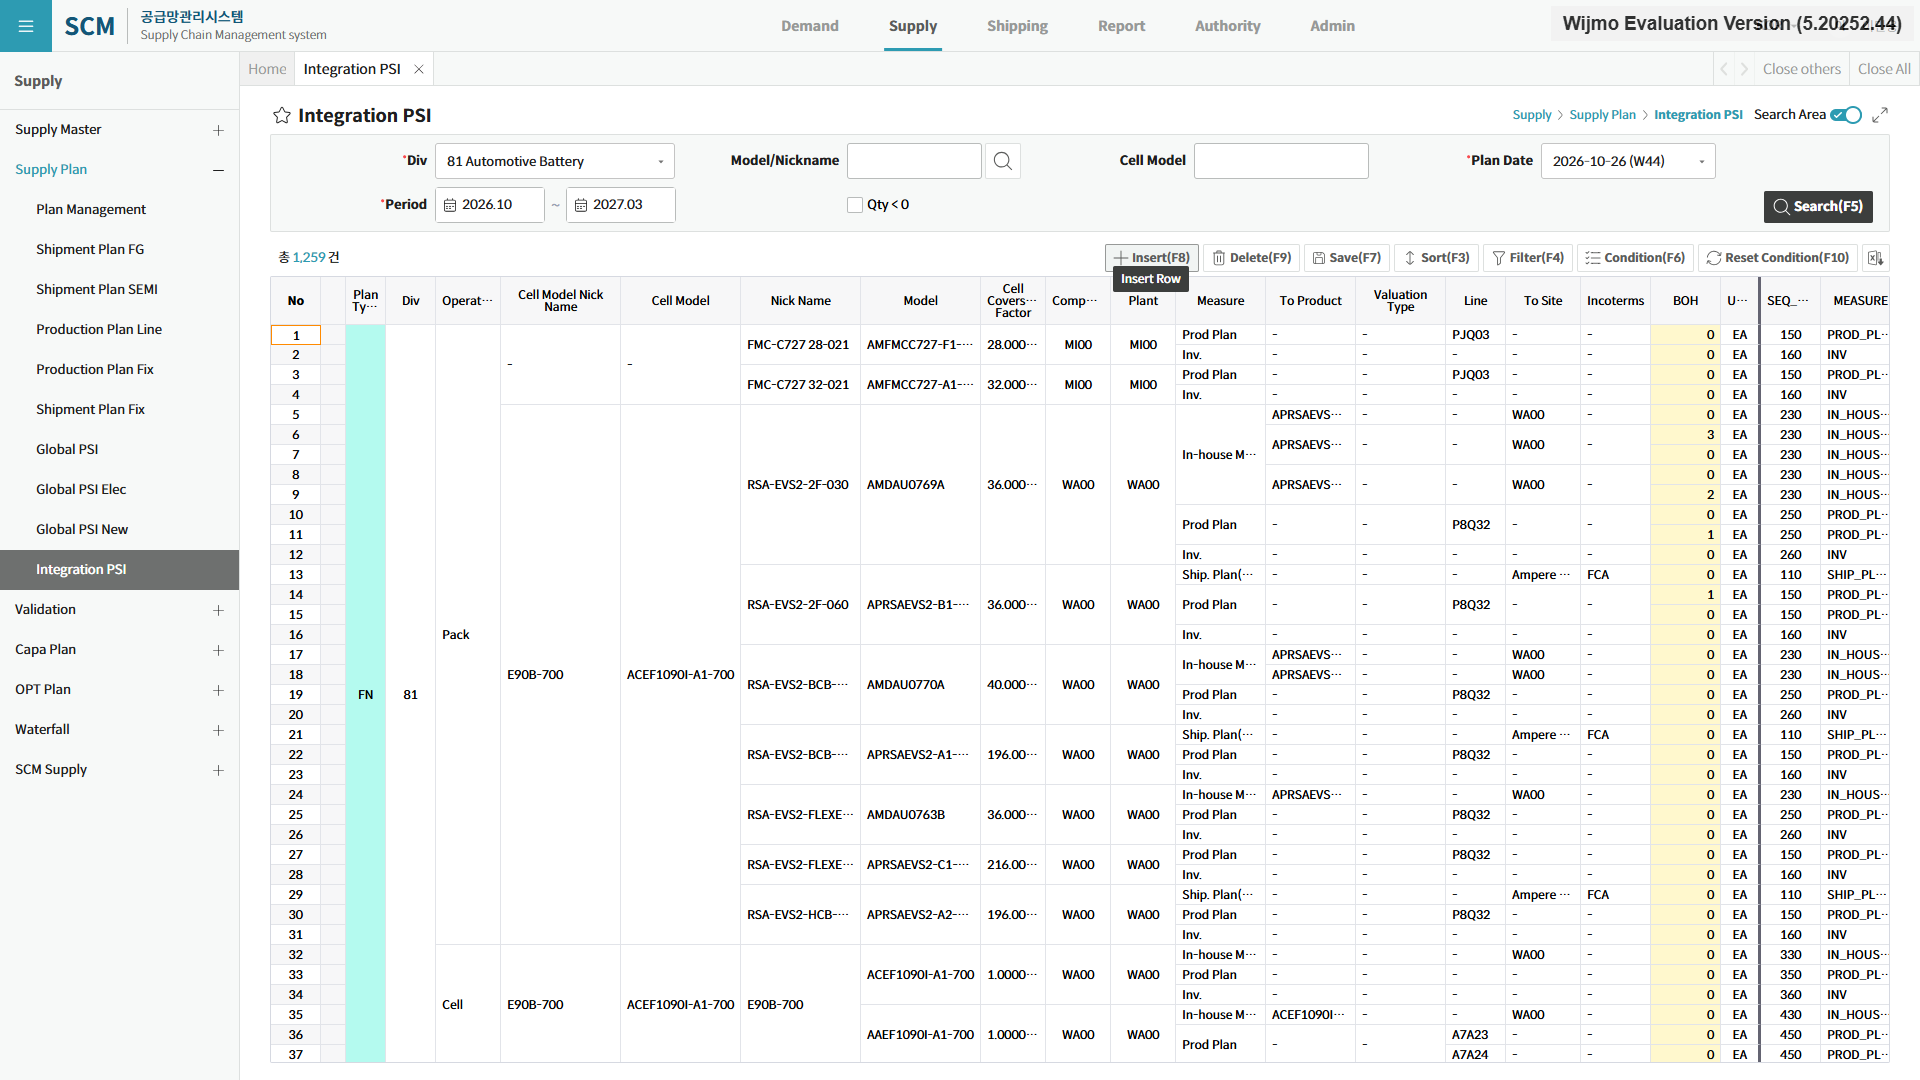 SCM
공급망관리시스템
Supply Chain Management system
Demand
Supply
Shipping
Report
Authority
Admin
Wijmo Evaluation Version (5.20252.44)
Supply
Home
Integration PSI
Close others
Close All
Supply Master
Supply Plan
Plan Management
Shipment Plan FG
Shipment Plan SEMI
Production Plan Line
Production Plan Fix
Shipment Plan Fix
Global PSI
Global PSI Elec
Global PSI New
Integration PSI
Validation
Capa Plan
OPT Plan
Waterfall
SCM Supply
Integration PSI
Supply > Supply Plan > Integration PSI
Search Area
*Div 81 Automotive Battery
Model/Nickname
Cell Model
*Plan Date 2026-10-26 (W44)
*Period 2026.10 ~ 2027.03
Qty < 0
Search(F5)
총 1,259 건
Insert(F8)
Delete(F9)
Save(F7)
Sort(F3)
Filter(F4)
Condition(F6)
Reset Condition(F10)
Insert Row
No | Plan Ty··· | Div | Operat··· | Cell Model Nick Name | Cell Model | Nick Name | Model | Cell Covers··· Factor | Comp··· | Plant | Measure | To Product | Valuation Type | Line | To Site | Incoterms | BOH | U··· | SEQ_··· | MEASURE
1 FN 81 Pack - - FMC-C727 28-021 AMFMCC727-F1-··· 28.000··· MI00 MI00 Prod Plan - - PJQ03 - - 0 EA 150 PROD_PL··
2 Inv. - - - - - 0 EA 160 INV
3 FMC-C727 32-021 AMFMCC727-A1-··· 32.000··· MI00 MI00 Prod Plan - - PJQ03 - - 0 EA 150 PROD_PL··
4 Inv. - - - - - 0 EA 160 INV
5 E90B-700 ACEF1090I-A1-700 RSA-EVS2-2F-030 AMDAU0769A 36.000··· WA00 WA00 In-house M··· APRSAEVS··· - - WA00 - 0 EA 230 IN_HOUS··
6 APRSAEVS··· - - WA00 - 3 EA 230 IN_HOUS··
7 0 EA 230 IN_HOUS··
8 APRSAEVS··· - - WA00 - 0 EA 230 IN_HOUS··
9 2 EA 230 IN_HOUS··
10 Prod Plan - - P8Q32 - - 0 EA 250 PROD_PL··
11 1 EA 250 PROD_PL··
12 Inv. - - - - - 0 EA 260 INV
13 RSA-EVS2-2F-060 APRSAEVS2-B1-··· 36.000··· WA00 WA00 Ship. Plan(··· - - - Ampere ··· FCA 0 EA 110 SHIP_PL···
14 Prod Plan - - P8Q32 - - 1 EA 150 PROD_PL··
15 0 EA 150 PROD_PL··
16 Inv. - - - - - 0 EA 160 INV
17 RSA-EVS2-BCB-··· AMDAU0770A 40.000··· WA00 WA00 In-house M··· APRSAEVS··· - - WA00 - 0 EA 230 IN_HOUS··
18 APRSAEVS··· - - WA00 - 0 EA 230 IN_HOUS··
19 Prod Plan - - P8Q32 - - 0 EA 250 PROD_PL··
20 Inv. - - - - - 0 EA 260 INV
21 RSA-EVS2-BCB-··· APRSAEVS2-A1-··· 196.00··· WA00 WA00 Ship. Plan(··· - - - Ampere ··· FCA 0 EA 110 SHIP_PL···
22 Prod Plan - - P8Q32 - - 0 EA 150 PROD_PL··
23 Inv. - - - - - 0 EA 160 INV
24 RSA-EVS2-FLEXE··· AMDAU0763B 36.000··· WA00 WA00 In-house M··· APRSAEVS··· - - WA00 - 0 EA 230 IN_HOUS··
25 Prod Plan - - P8Q32 - - 0 EA 250 PROD_PL··
26 Inv. - - - - - 0 EA 260 INV
27 RSA-EVS2-FLEXE··· APRSAEVS2-C1-··· 216.00··· WA00 WA00 Prod Plan - - P8Q32 - - 0 EA 150 PROD_PL··
28 Inv. - - - - - 0 EA 160 INV
29 RSA-EVS2-HCB-··· APRSAEVS2-A2-··· 196.00··· WA00 WA00 Ship. Plan(··· - - - Ampere ··· FCA 0 EA 110 SHIP_PL···
30 Prod Plan - - P8Q32 - - 0 EA 150 PROD_PL··
31 Inv. - - - - - 0 EA 160 INV
32 Cell E90B-700 ACEF1090I-A1-700 E90B-700 ACEF1090I-A1-700 1.0000··· WA00 WA00 In-house M··· - - - WA00 - 0 EA 330 IN_HOUS··
33 Prod Plan - - - - - 0 EA 350 PROD_PL··
34 Inv. - - - - - 0 EA 360 INV
35 AAEF1090I-A1-700 1.0000··· WA00 WA00 In-house M··· ACEF1090I··· - - WA00 - 0 EA 430 IN_HOUS··
36 Prod Plan - - A7A23 - - 0 EA 450 PROD_PL··
37 A7A24 - - 0 EA 450 PROD_PL··